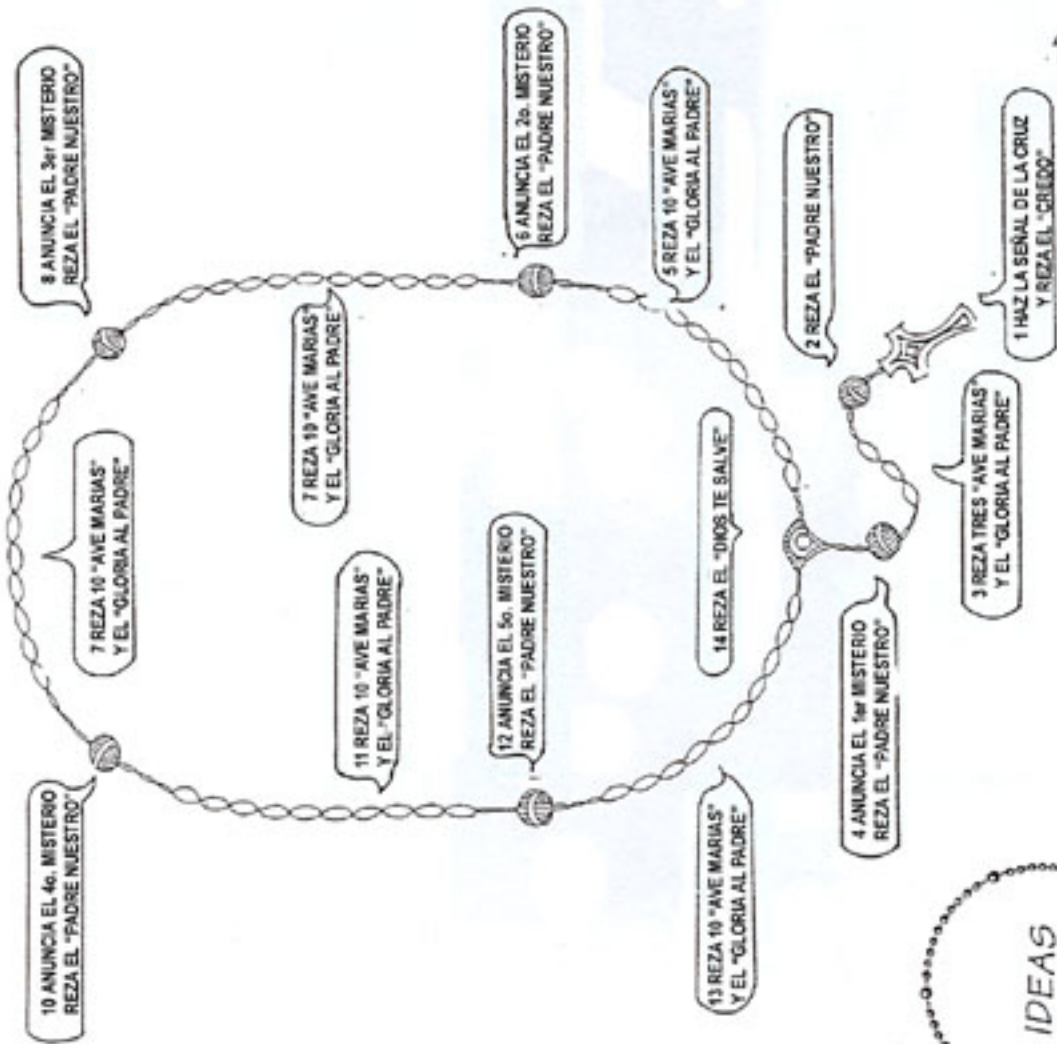 1 HAZ LA SEÑAL DE LA CRUZ
Y REZA EL "CREDO"
2 REZA EL "PADRE NUESTRO"
3 REZA TRES "AVE MARIAS"
Y EL "GLORIA AL PADRE"
4 ANUNCIA EL 1er MISTERIO
REZA EL "PADRE NUESTRO"
5 REZA 10 "AVE MARIAS"
Y EL "GLORIA AL PADRE"
6 ANUNCIA EL 2o. MISTERIO
REZA EL "PADRE NUESTRO"
7 REZA 10 "AVE MARIAS"
Y EL "GLORIA AL PADRE"
8 ANUNCIA EL 3er MISTERIO
REZA EL "PADRE NUESTRO"
7 REZA 10 "AVE MARIAS"
Y EL "GLORIA AL PADRE"
10 ANUNCIA EL 4o. MISTERIO
REZA EL "PADRE NUESTRO"
11 REZA 10 "AVE MARIAS"
Y EL "GLORIA AL PADRE"
12 ANUNCIA EL 5o. MISTERIO
REZA EL "PADRE NUESTRO"
13 REZA 10 "AVE MARIAS"
Y EL "GLORIA AL PADRE"
14 REZA EL "DIOS TE SALVE"
IDEAS